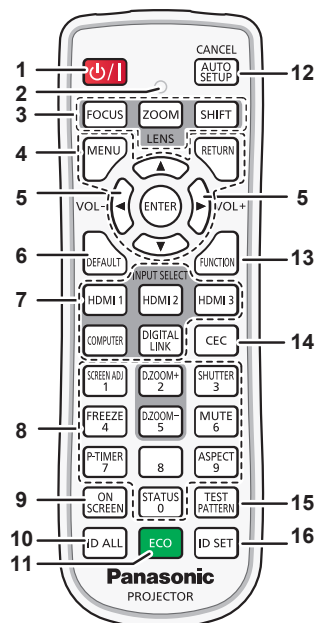 CANCEL
1 ⏻/| AUTO SETUP 12
2
3 FOCUS ZOOM SHIFT
LENS
4 MENU RETURN
▲
5 5
VOL- ◀ ENTER ▶ VOL+
▼
6 DEFAULT FUNCTION 13
INPUT SELECT
7 HDMI 1 HDMI 2 HDMI 3
COMPUTER DIGITAL LINK CEC 14
SCREEN ADJ 1 D.ZOOM+ 2 SHUTTER 3
8 FREEZE 4 D.ZOOM− 5 MUTE 6
P-TIMER 7 8 ASPECT 9
9 ON SCREEN STATUS 0 TEST PATTERN 15
10 ID ALL ECO ID SET 16
11
Panasonic
PROJECTOR